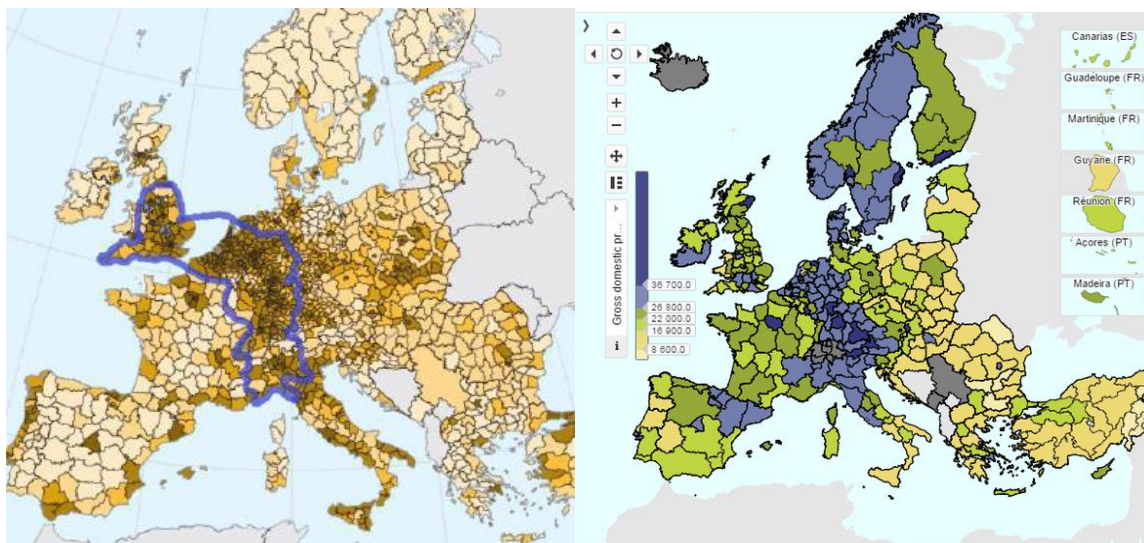 Canarias (ES)
Guadeloupe (FR)
Martinique (FR)
Guyane (FR)
Réunion (FR)
Açores (PT)
Madeira (PT)
Gross domestic pr...
36 700.0
26 800.0
22 000.0
16 900.0
8 600.0
i